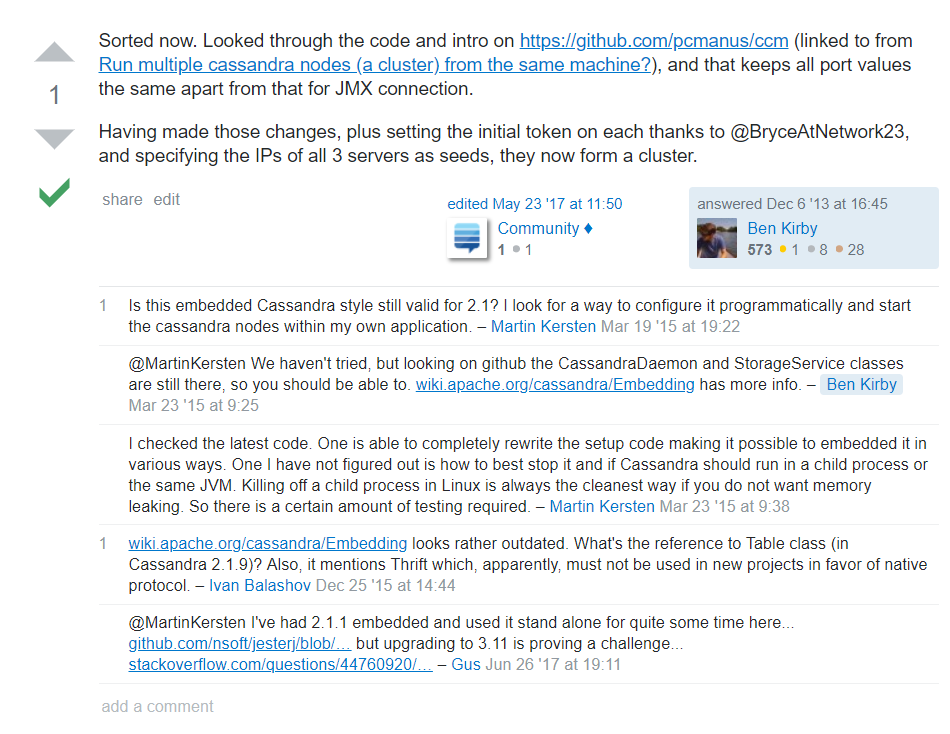 Sorted now. Looked through the code and intro on https://github.com/pcmanus/ccm (linked to from
Run multiple cassandra nodes (a cluster) from the same machine?), and that keeps all port values
the same apart from that for JMX connection.
1
Having made those changes, plus setting the initial token on each thanks to @BryceAtNetwork23,
and specifying the IPs of all 3 servers as seeds, they now form a cluster.
share edit
edited May 23 '17 at 11:50
Community ♦
1 ● 1
answered Dec 6 '13 at 16:45
Ben Kirby
573 ● 1 ● 8 ● 28
1 Is this embedded Cassandra style still valid for 2.1? I look for a way to configure it programmatically and start
the cassandra nodes within my own application. – Martin Kersten Mar 19 '15 at 19:22
@MartinKersten We haven't tried, but looking on github the CassandraDaemon and StorageService classes
are still there, so you should be able to. wiki.apache.org/cassandra/Embedding has more info. – Ben Kirby
Mar 23 '15 at 9:25
I checked the latest code. One is able to completely rewrite the setup code making it possible to embedded it in
various ways. One I have not figured out is how to best stop it and if Cassandra should run in a child process or
the same JVM. Killing off a child process in Linux is always the cleanest way if you do not want memory
leaking. So there is a certain amount of testing required. – Martin Kersten Mar 23 '15 at 9:38
1 wiki.apache.org/cassandra/Embedding looks rather outdated. What's the reference to Table class (in
Cassandra 2.1.9)? Also, it mentions Thrift which, apparently, must not be used in new projects in favor of native
protocol. – Ivan Balashov Dec 25 '15 at 14:44
@MartinKersten I've had 2.1.1 embedded and used it stand alone for quite some time here...
github.com/nsoft/jesterj/blob/… but upgrading to 3.11 is proving a challenge...
stackoverflow.com/questions/44760920/… – Gus Jun 26 '17 at 19:11
add a comment